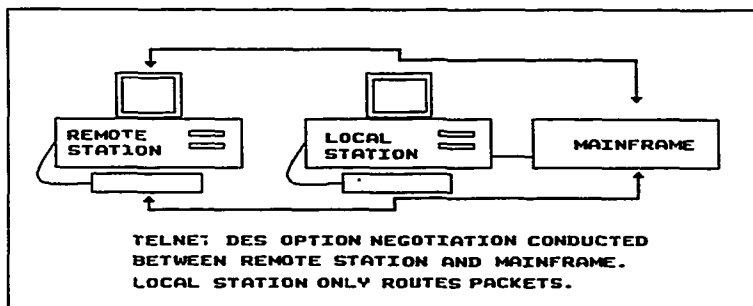 REMOTE
STATION
LOCAL
STATION
MAINFRAME
TELNET DES OPTION NEGOTIATION CONDUCTED
BETWEEN REMOTE STATION AND MAINFRAME.
LOCAL STATION ONLY ROUTES PACKETS.